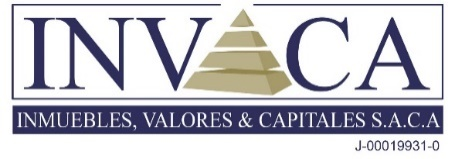 INVACA
INMUEBLES, VALORES & CAPITALES S.A.C.A
J-00019931-0